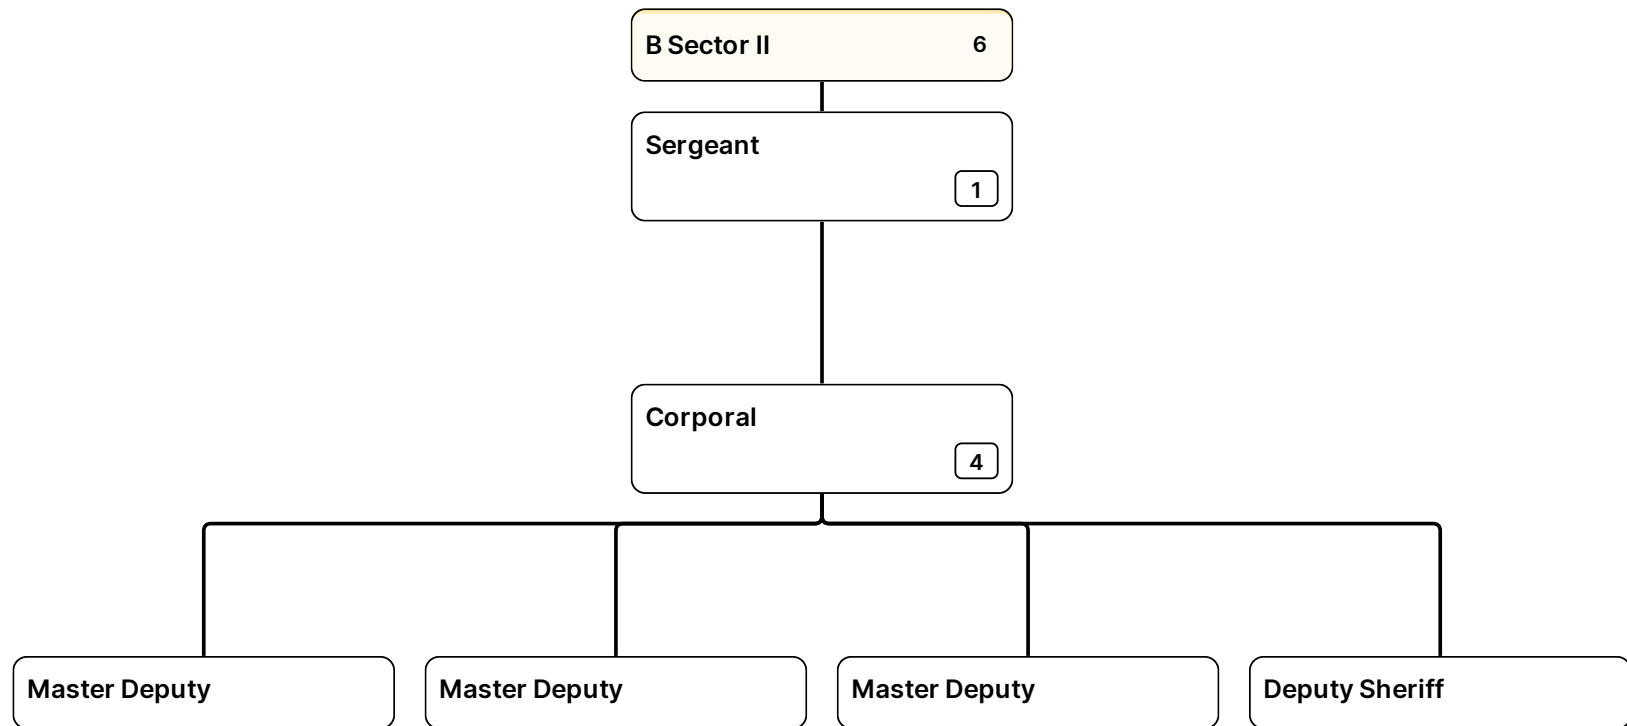 B Sector II 6
Sergeant
1
Corporal
4
Master Deputy Master Deputy Master Deputy Deputy Sheriff